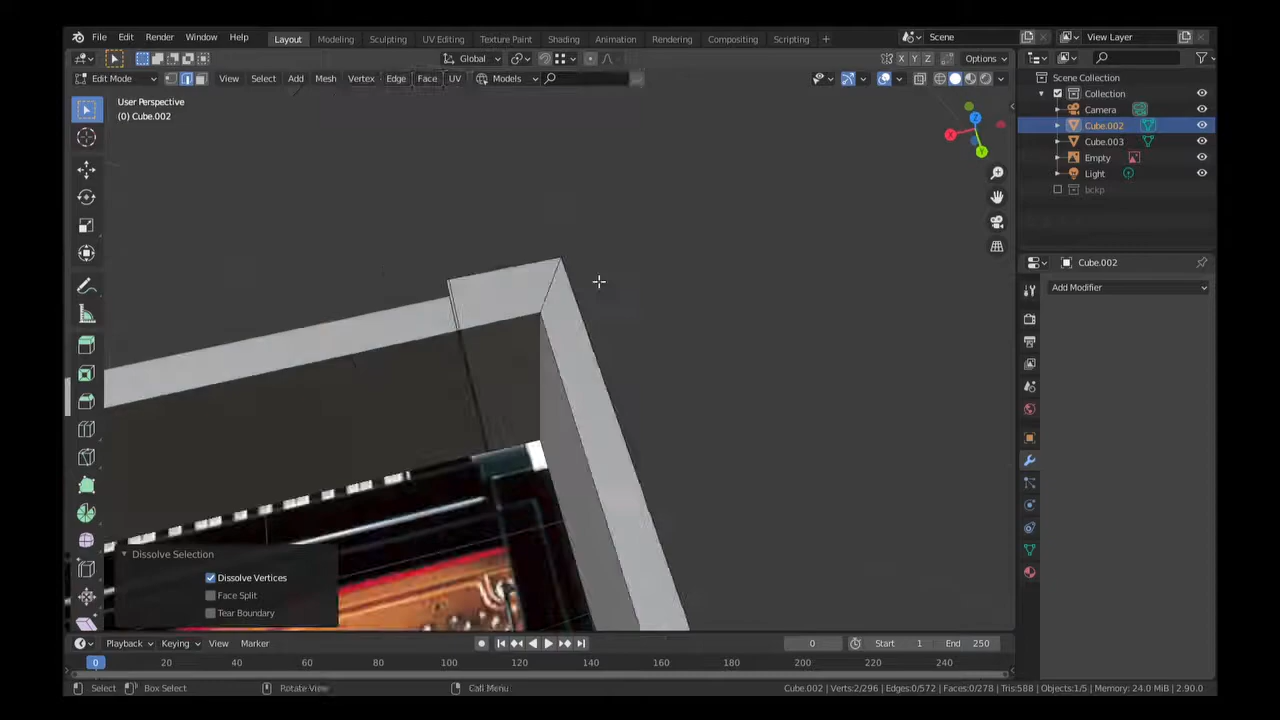 File Edit Render Window Help Layout Modeling Sculpting UV Editing Texture Paint Shading Animation Rendering Compositing Scripting + Scene View Layer
Global X Y Z Options
Edit Mode View Select Add Mesh Vertex Edge Face UV Models
User Perspective
(0) Cube.002
Scene Collection
Collection
Camera
Cube.002
Cube.003
Empty
Light
bckp
X
Y
Z
Cube.002
Add Modifier
Dissolve Selection
Dissolve Vertices
Face Split
Tear Boundary
Playback Keying View Marker 0 Start 1 End 250
0 20 40 60 80 100 120 140 160 180 200 220 240
Select Box Select Rotate View Call Menu Cube.002 | Verts:2/296 | Edges:0/572 | Faces:0/278 | Tris:588 | Objects:1/5 | Memory: 24.0 MiB | 2.90.0